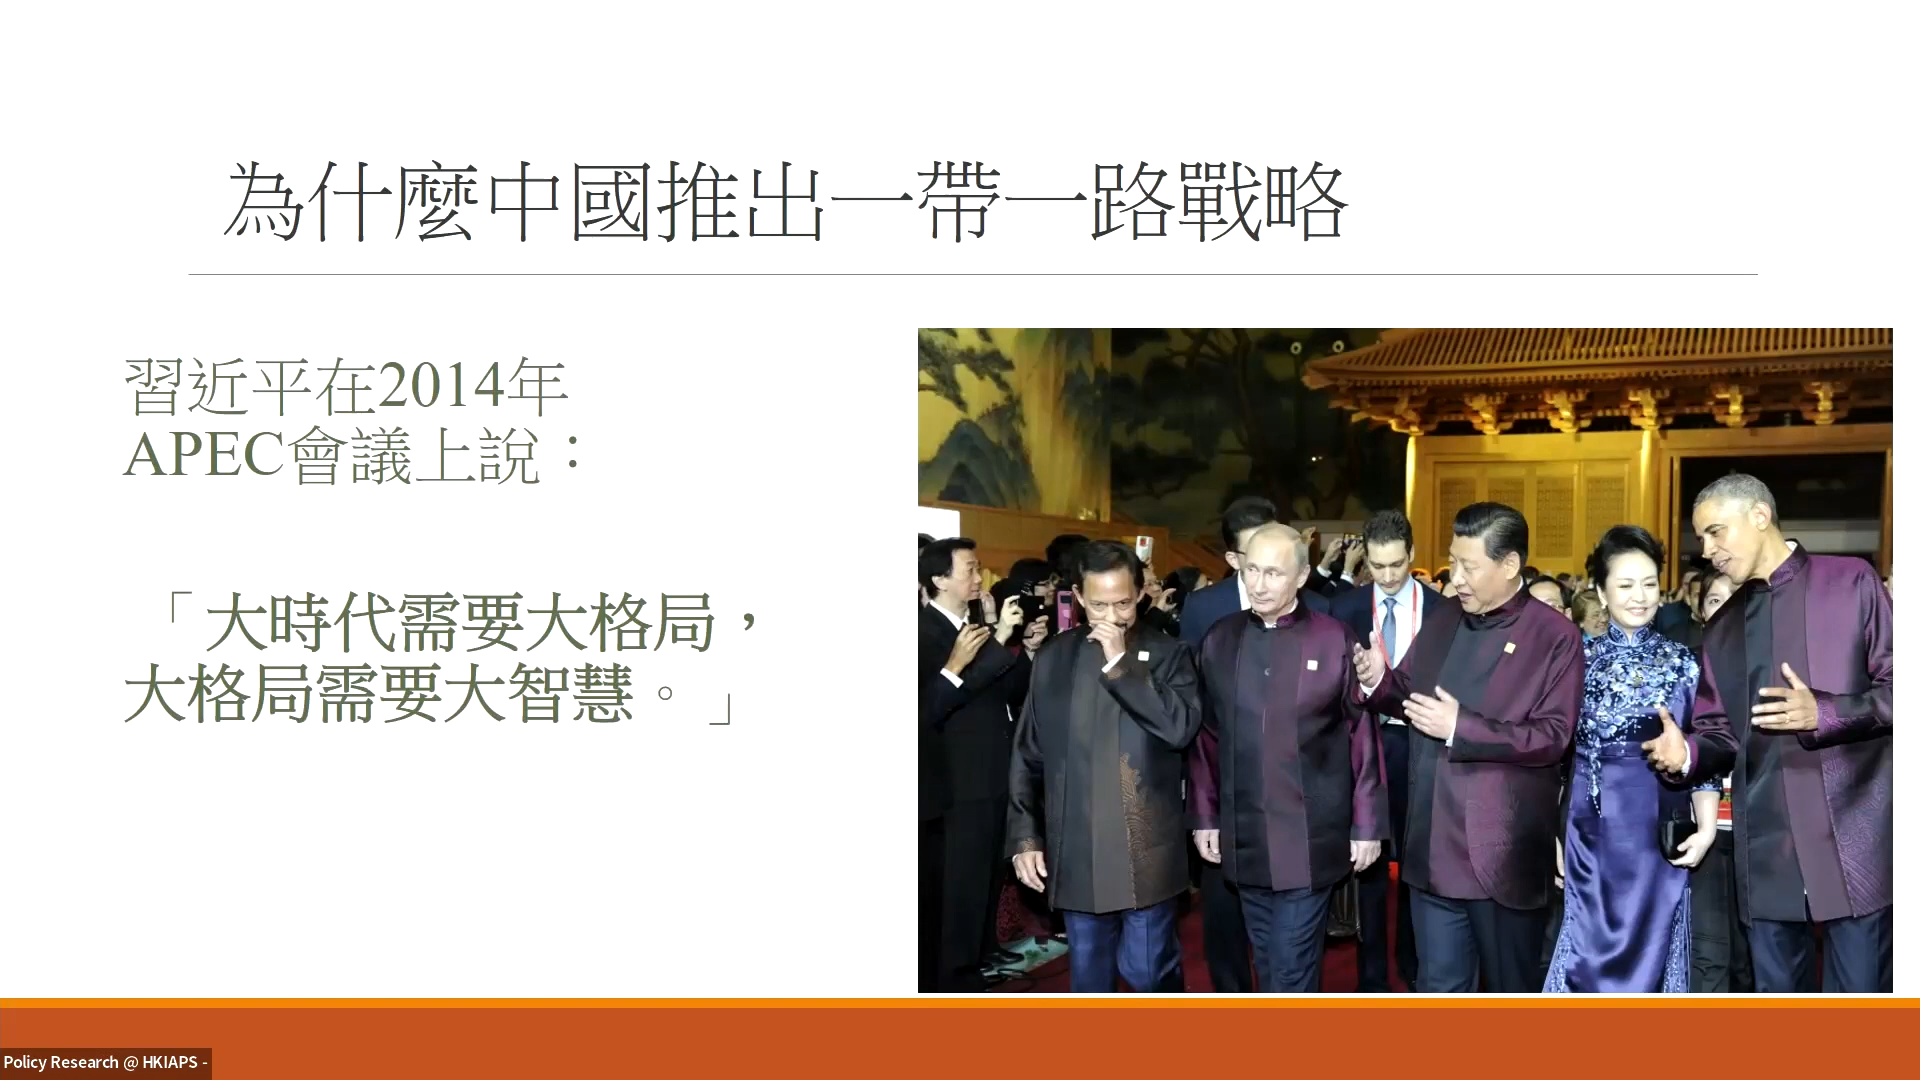 為什麼中國推出一帶一路戰略
習近平在2014年
APEC會議上說：
「大時代需要大格局，
大格局需要大智慧。」
Policy Research @ HKIAPS -